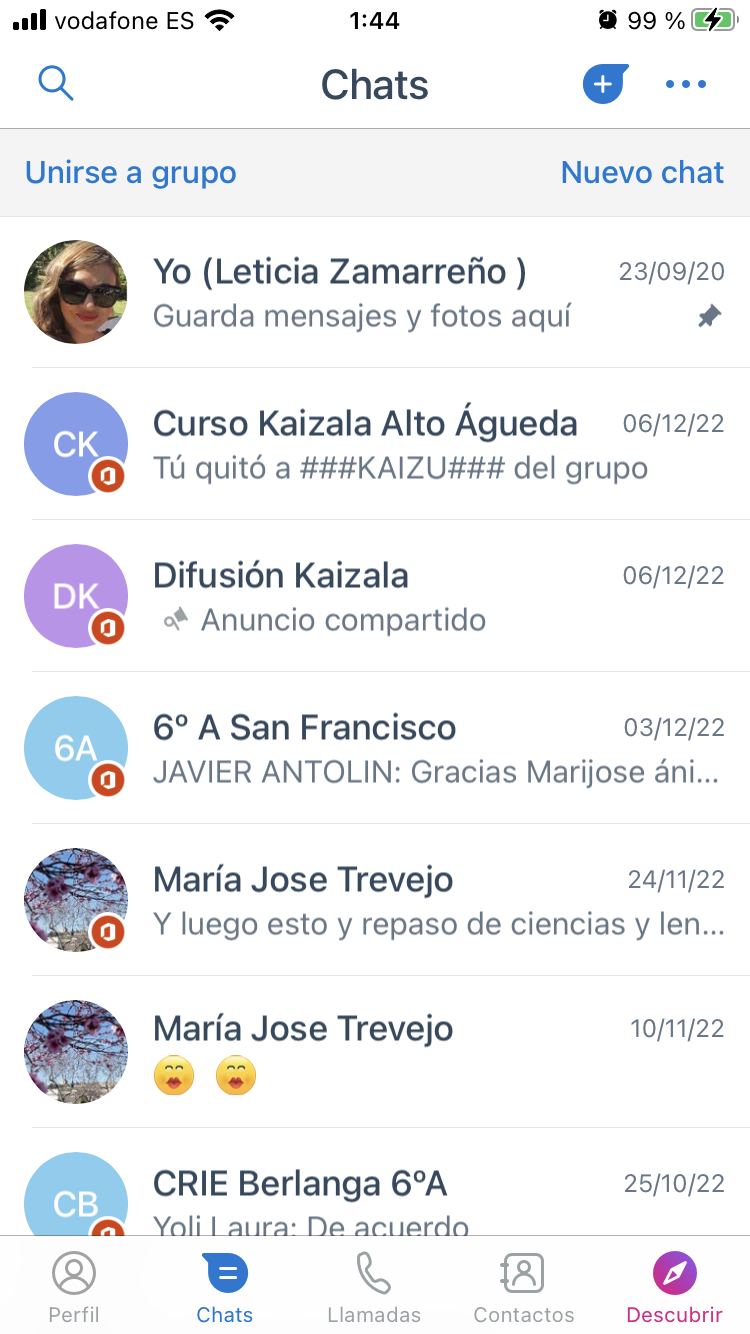 vodafone ES 1:44 99 %
Chats
Unirse a grupo Nuevo chat
Yo (Leticia Zamarreño ) 23/09/20
Guarda mensajes y fotos aquí
CK Curso Kaizala Alto Águeda 06/12/22
Tú quitó a ###KAIZU### del grupo
DK Difusión Kaizala 06/12/22
Anuncio compartido
6A 6º A San Francisco 03/12/22
JAVIER ANTOLIN: Gracias Marijose áni...
María Jose Trevejo 24/11/22
Y luego esto y repaso de ciencias y len...
María Jose Trevejo 10/11/22
CB CRIE Berlanga 6ºA 25/10/22
Yoli Laura: De acuerdo
Perfil Chats Llamadas Contactos Descubrir